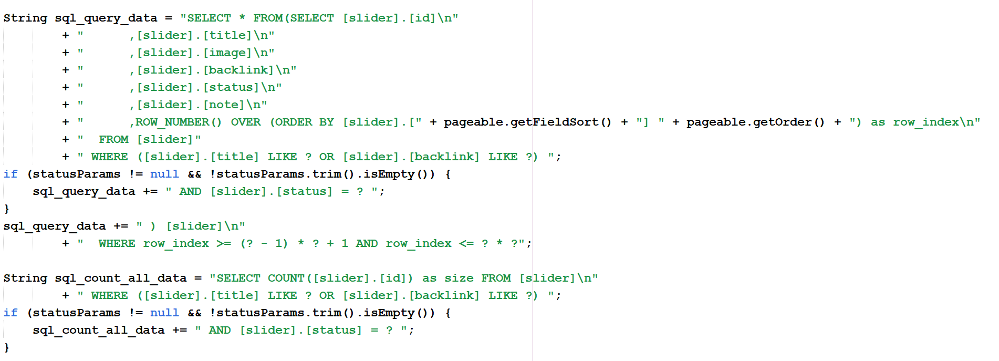 String sql_query_data = "SELECT * FROM(SELECT [slider].[id]\n"
        + "      ,[slider].[title]\n"
        + "      ,[slider].[image]\n"
        + "      ,[slider].[backlink]\n"
        + "      ,[slider].[status]\n"
        + "      ,[slider].[note]\n"
        + "      ,ROW_NUMBER() OVER (ORDER BY [slider].[" + pageable.getFieldSort() + "] " + pageable.getOrder() + ") as row_index\n"
        + "  FROM [slider]"
        + " WHERE ([slider].[title] LIKE ? OR [slider].[backlink] LIKE ?) ";
if (statusParams != null && !statusParams.trim().isEmpty()) {
    sql_query_data += " AND [slider].[status] = ? ";
}
sql_query_data += " ) [slider]\n"
        + "  WHERE row_index >= (? - 1) * ? + 1 AND row_index <= ? * ?";

String sql_count_all_data = "SELECT COUNT([slider].[id]) as size FROM [slider]\n"
        + " WHERE ([slider].[title] LIKE ? OR [slider].[backlink] LIKE ?) ";
if (statusParams != null && !statusParams.trim().isEmpty()) {
    sql_count_all_data += " AND [slider].[status] = ? ";
}